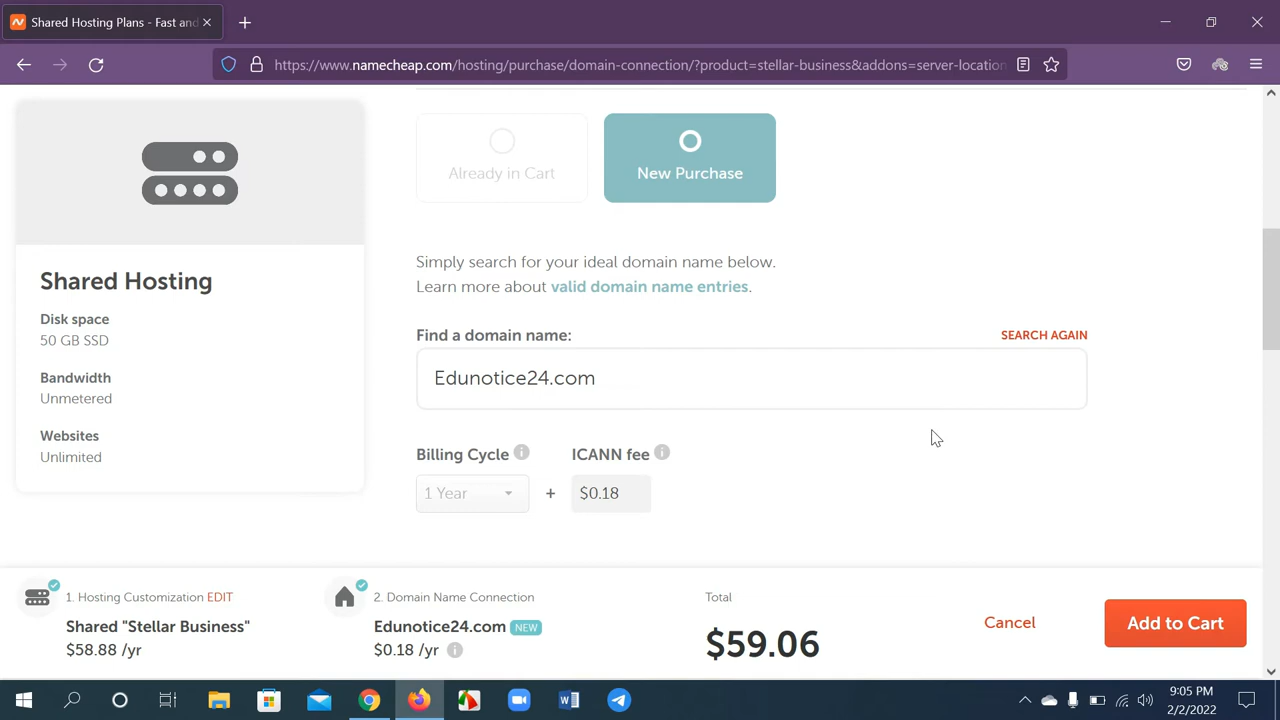 Shared Hosting Plans - Fast and
https://www.namecheap.com/hosting/purchase/domain-connection/?product=stellar-business&addons=server-location
Already in Cart
New Purchase
Shared Hosting
Disk space
50 GB SSD
Bandwidth
Unmetered
Websites
Unlimited
Simply search for your ideal domain name below.
Learn more about valid domain name entries.
Find a domain name:
SEARCH AGAIN
Edunotice24.com
Billing Cycle
ICANN fee
1 Year
+
$0.18
1. Hosting Customization EDIT
Shared "Stellar Business"
$58.88 /yr
2. Domain Name Connection
Edunotice24.com NEW
$0.18 /yr
Total
$59.06
Cancel
Add to Cart
9:05 PM
2/2/2022